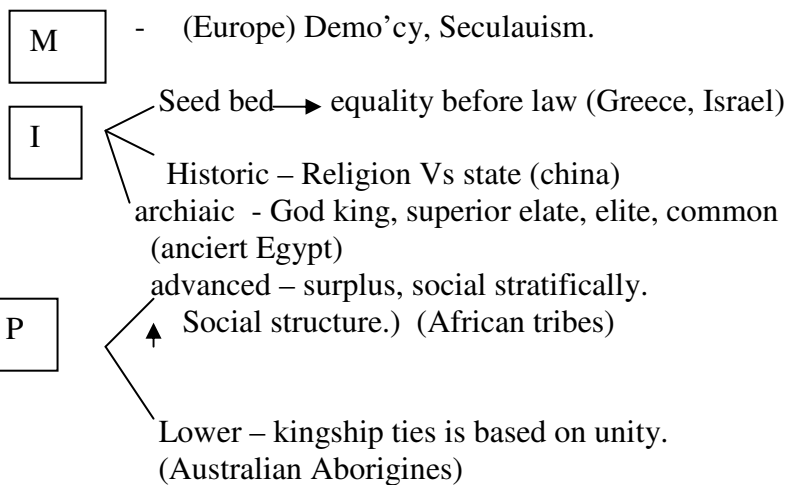 M - (Europe) Demo’cy, Seculauism.
Seed bed → equality before law (Greece, Israel)
I
Historic – Religion Vs state (china)
archiaic - God king, superior elate, elite, common
(anciert Egypt)
advanced – surplus, social stratifically.
P Social structure.) (African tribes)
Lower – kingship ties is based on unity.
(Australian Aborigines)